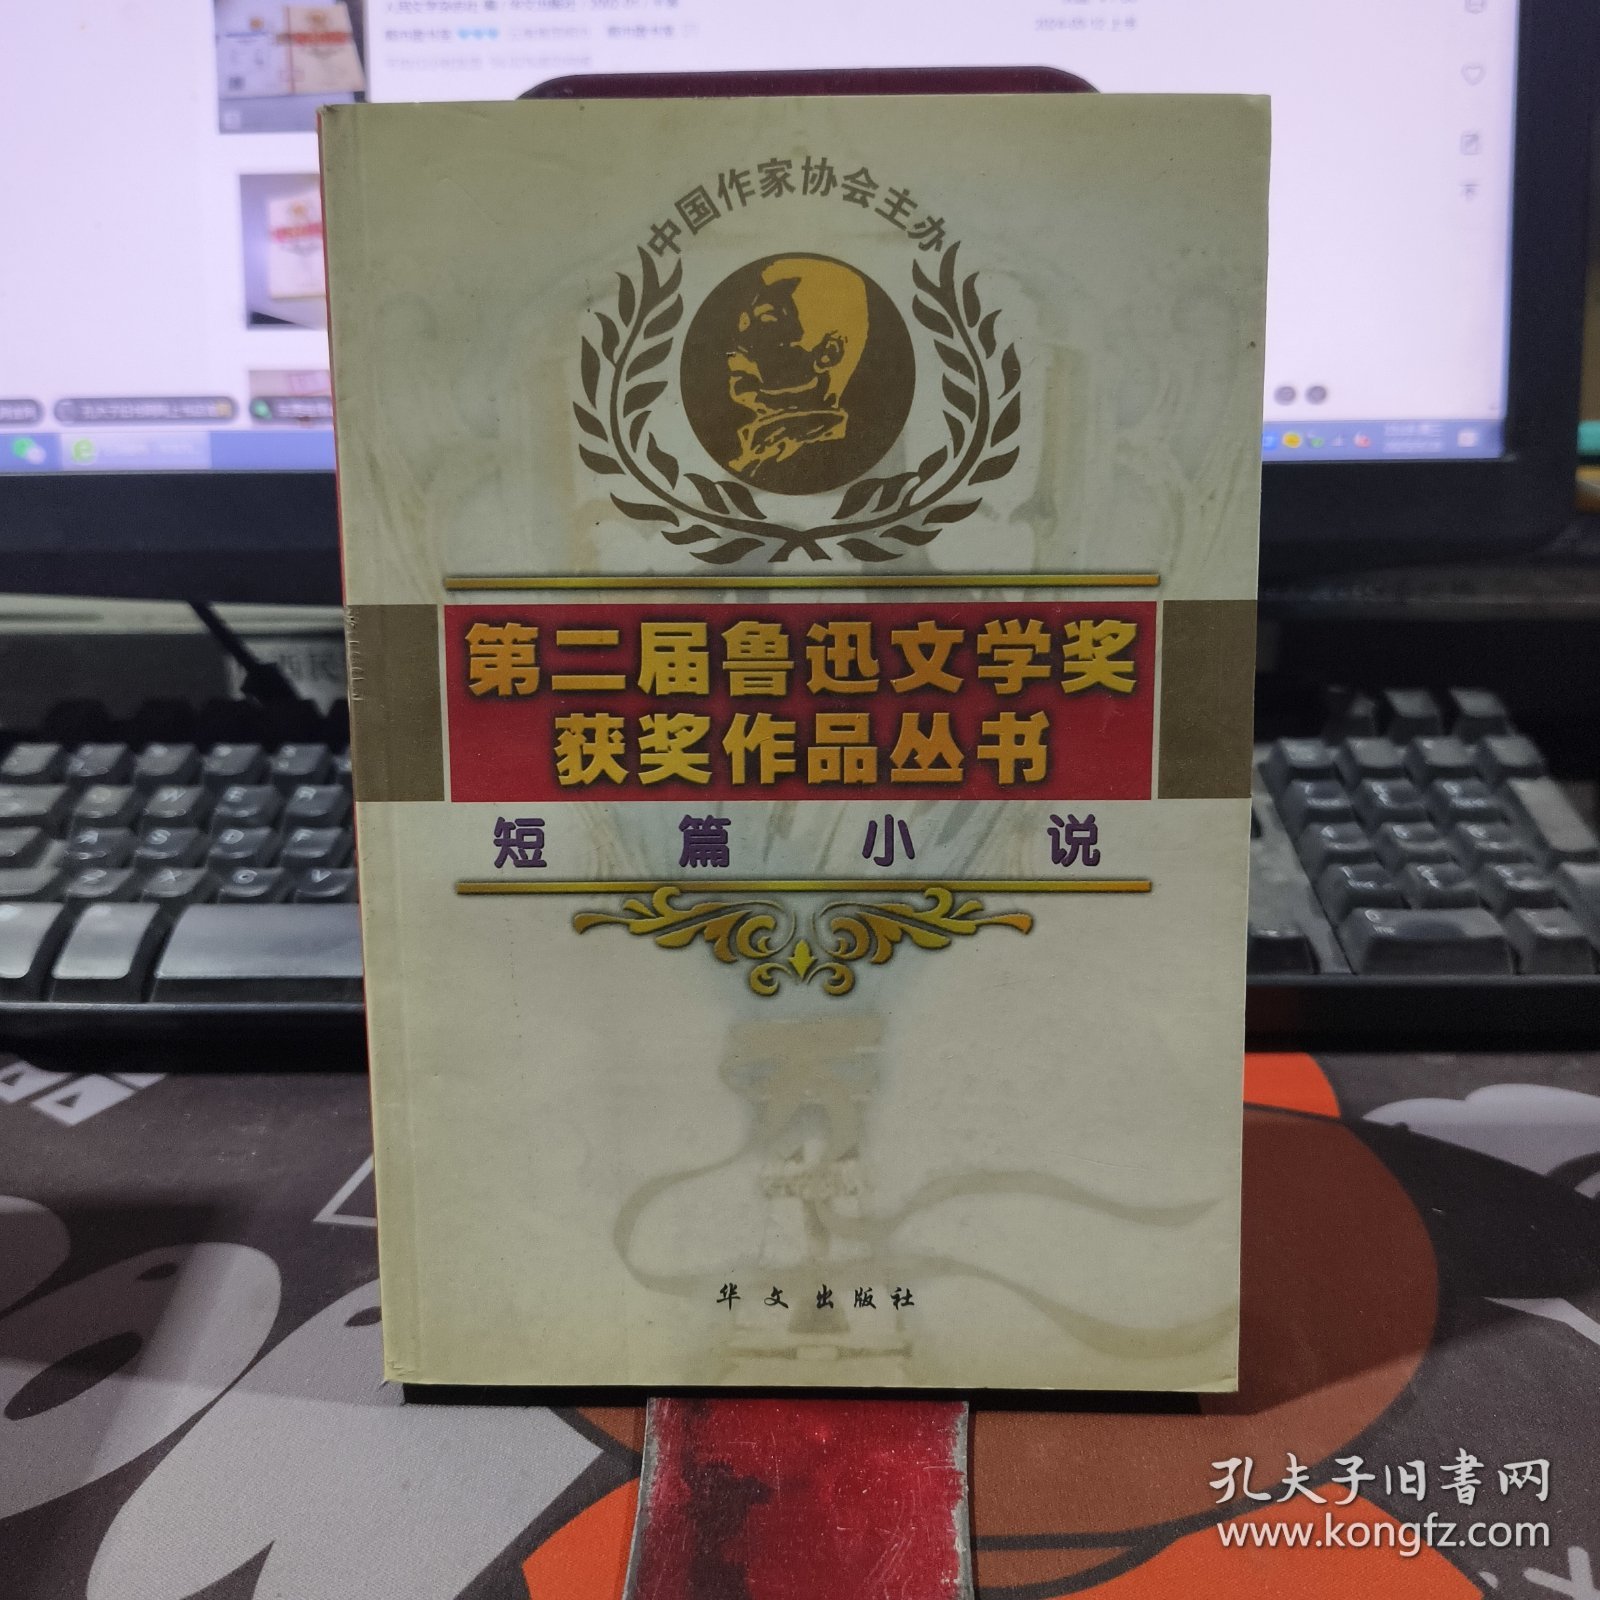 中国作家协会主办
第二届鲁迅文学奖
获奖作品丛书
短篇小说
华文出版社
孔夫子旧书网
www.kongfz.com